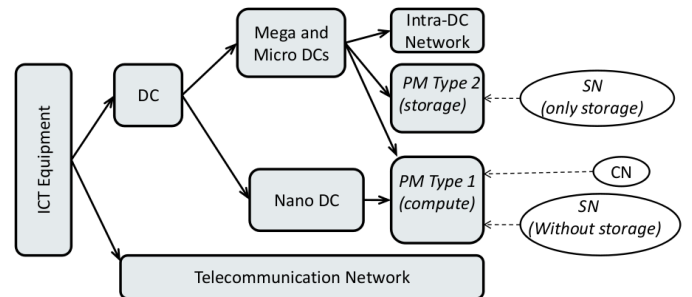 ICT Equipment
DC
Mega and
Micro DCs
Nano DC
Telecommunication Network
Intra-DC
Network
PM Type 2
(storage)
PM Type 1
(compute)
SN
(only storage)
CN
SN
(Without storage)